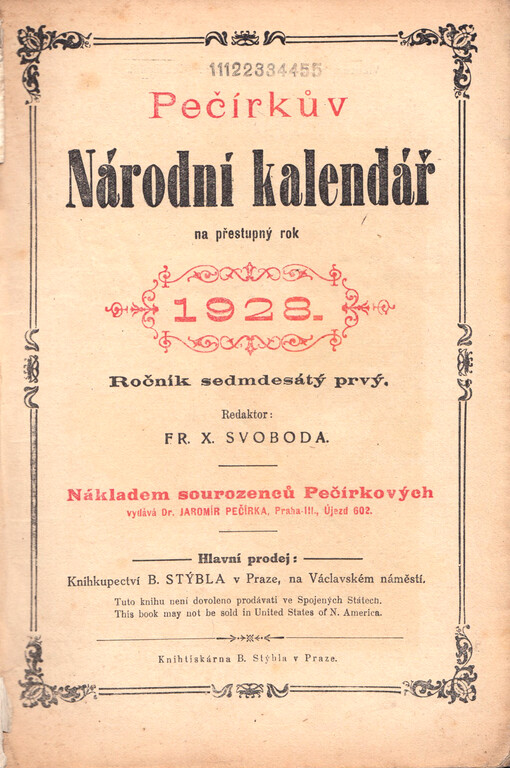 11122334455
Pečírkův
Národní kalendář
na přestupný rok
1928.
Ročník sedmdesátý prvý.
Redaktor:
FR. X. SVOBODA.
Nákladem sourozenců Pečírkových
vydává Dr. JAROMÍR PEČÍRKA, Praha-III., Újezd 602.
Hlavní prodej:
Knihkupectví B. STÝBLA v Praze, na Václavském náměstí.
Tuto knihu není dovoleno prodávati ve Spojených Státech.
This book may not be sold in United States of N. America.
Knihtiskárna B. Stýbla v Praze.